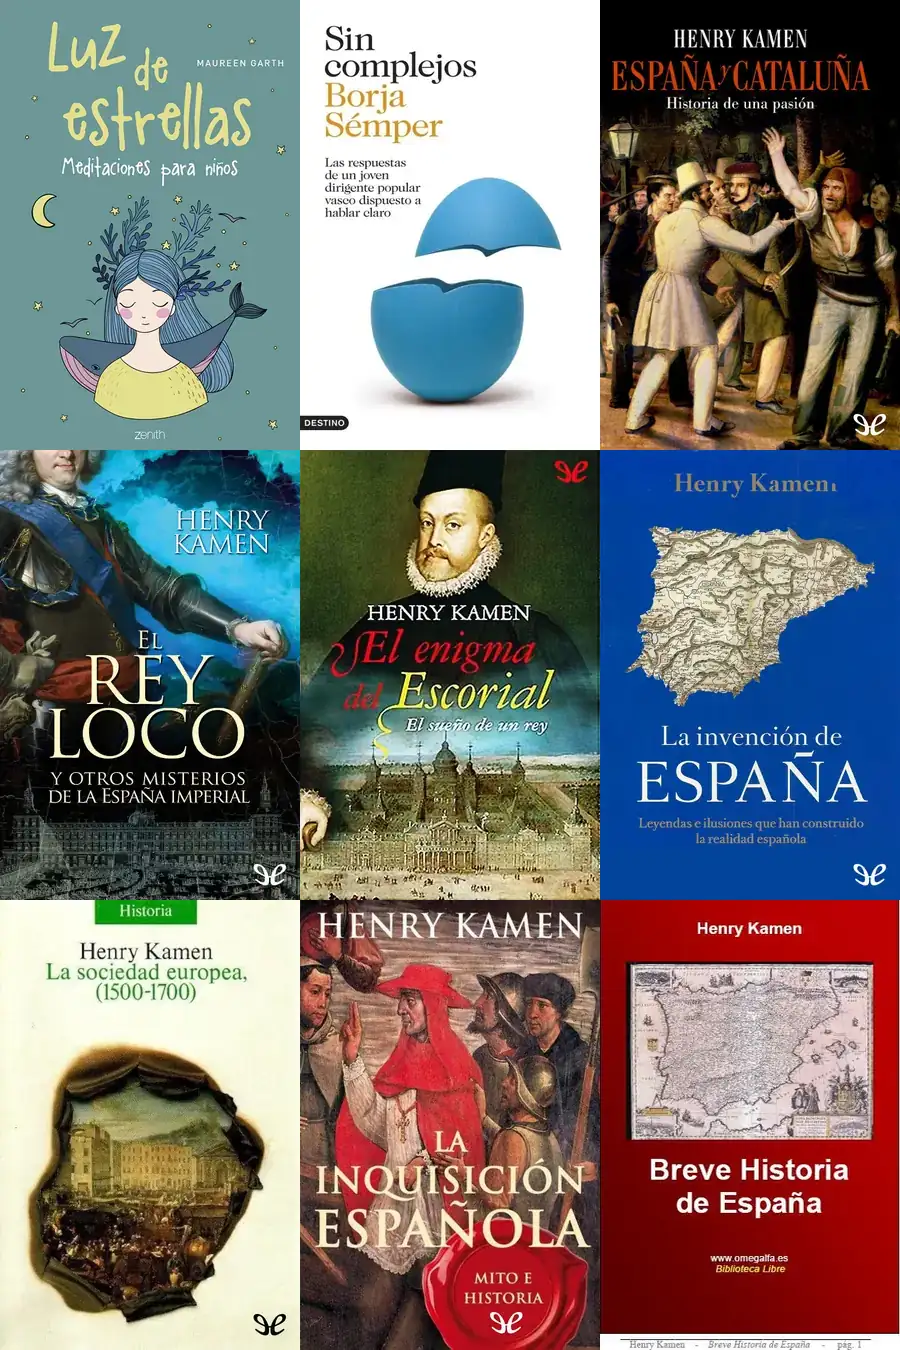 Luz
de
estrellas
MAUREEN GARTH
Meditaciones para niños
zenith
Sin
complejos
Borja
Sémper
Las respuestas
de un joven
dirigente popular
vasco dispuesto a
hablar claro
DESTINO
HENRY KAMEN
ESPAÑA y CATALUÑA
Historia de una pasión
HENRY
KAMEN
EL
REY
LOCO
Y OTROS MISTERIOS
DE LA ESPAÑA IMPERIAL
HENRY KAMEN
El enigma
del Escorial
El sueño de un rey
Henry Kamen
La invención de
ESPAÑA
Leyendas e ilusiones que han construido
la realidad española
Historia
Henry Kamen
La sociedad europea,
(1500-1700)
HENRY KAMEN
LA
INQUISICIÓN
ESPAÑOLA
MITO E
HISTORIA
Henry Kamen
Breve Historia
de España
www.omegalfa.es
Biblioteca Libre
Henry Kamen - Breve Historia de España - pág. 1